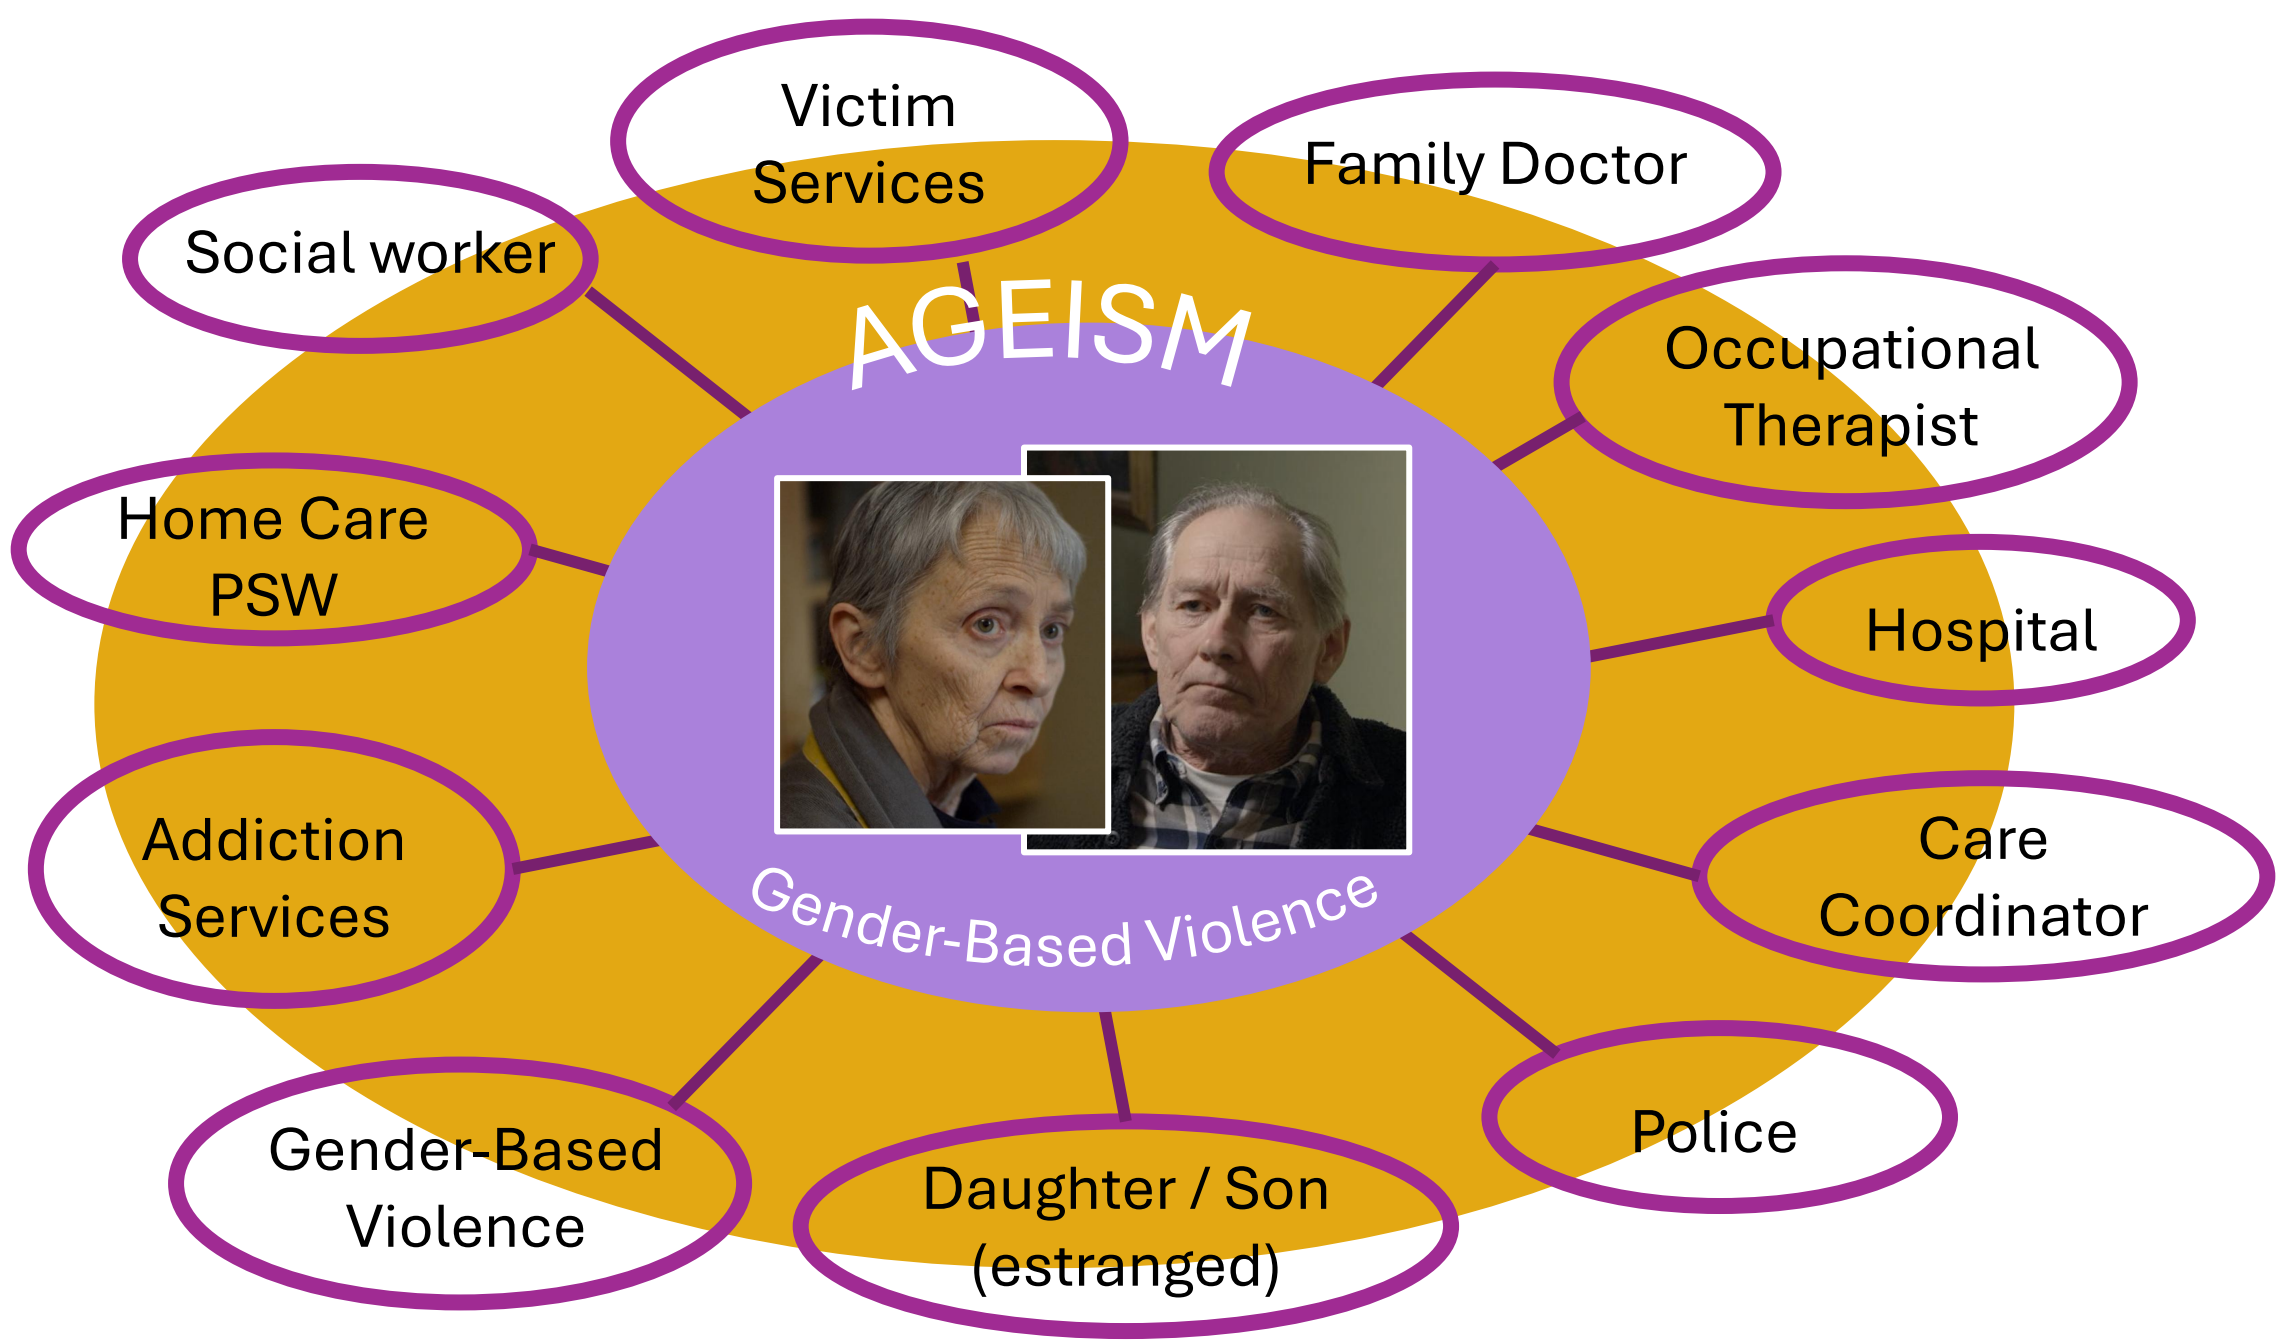 Victim
Services
Family Doctor
Social worker
AGEISM
Occupational
Therapist
Home Care
PSW
Hospital
Addiction
Services
Care
Coordinator
Gender-Based Violence
Gender-Based
Violence
Daughter / Son
(estranged)
Police